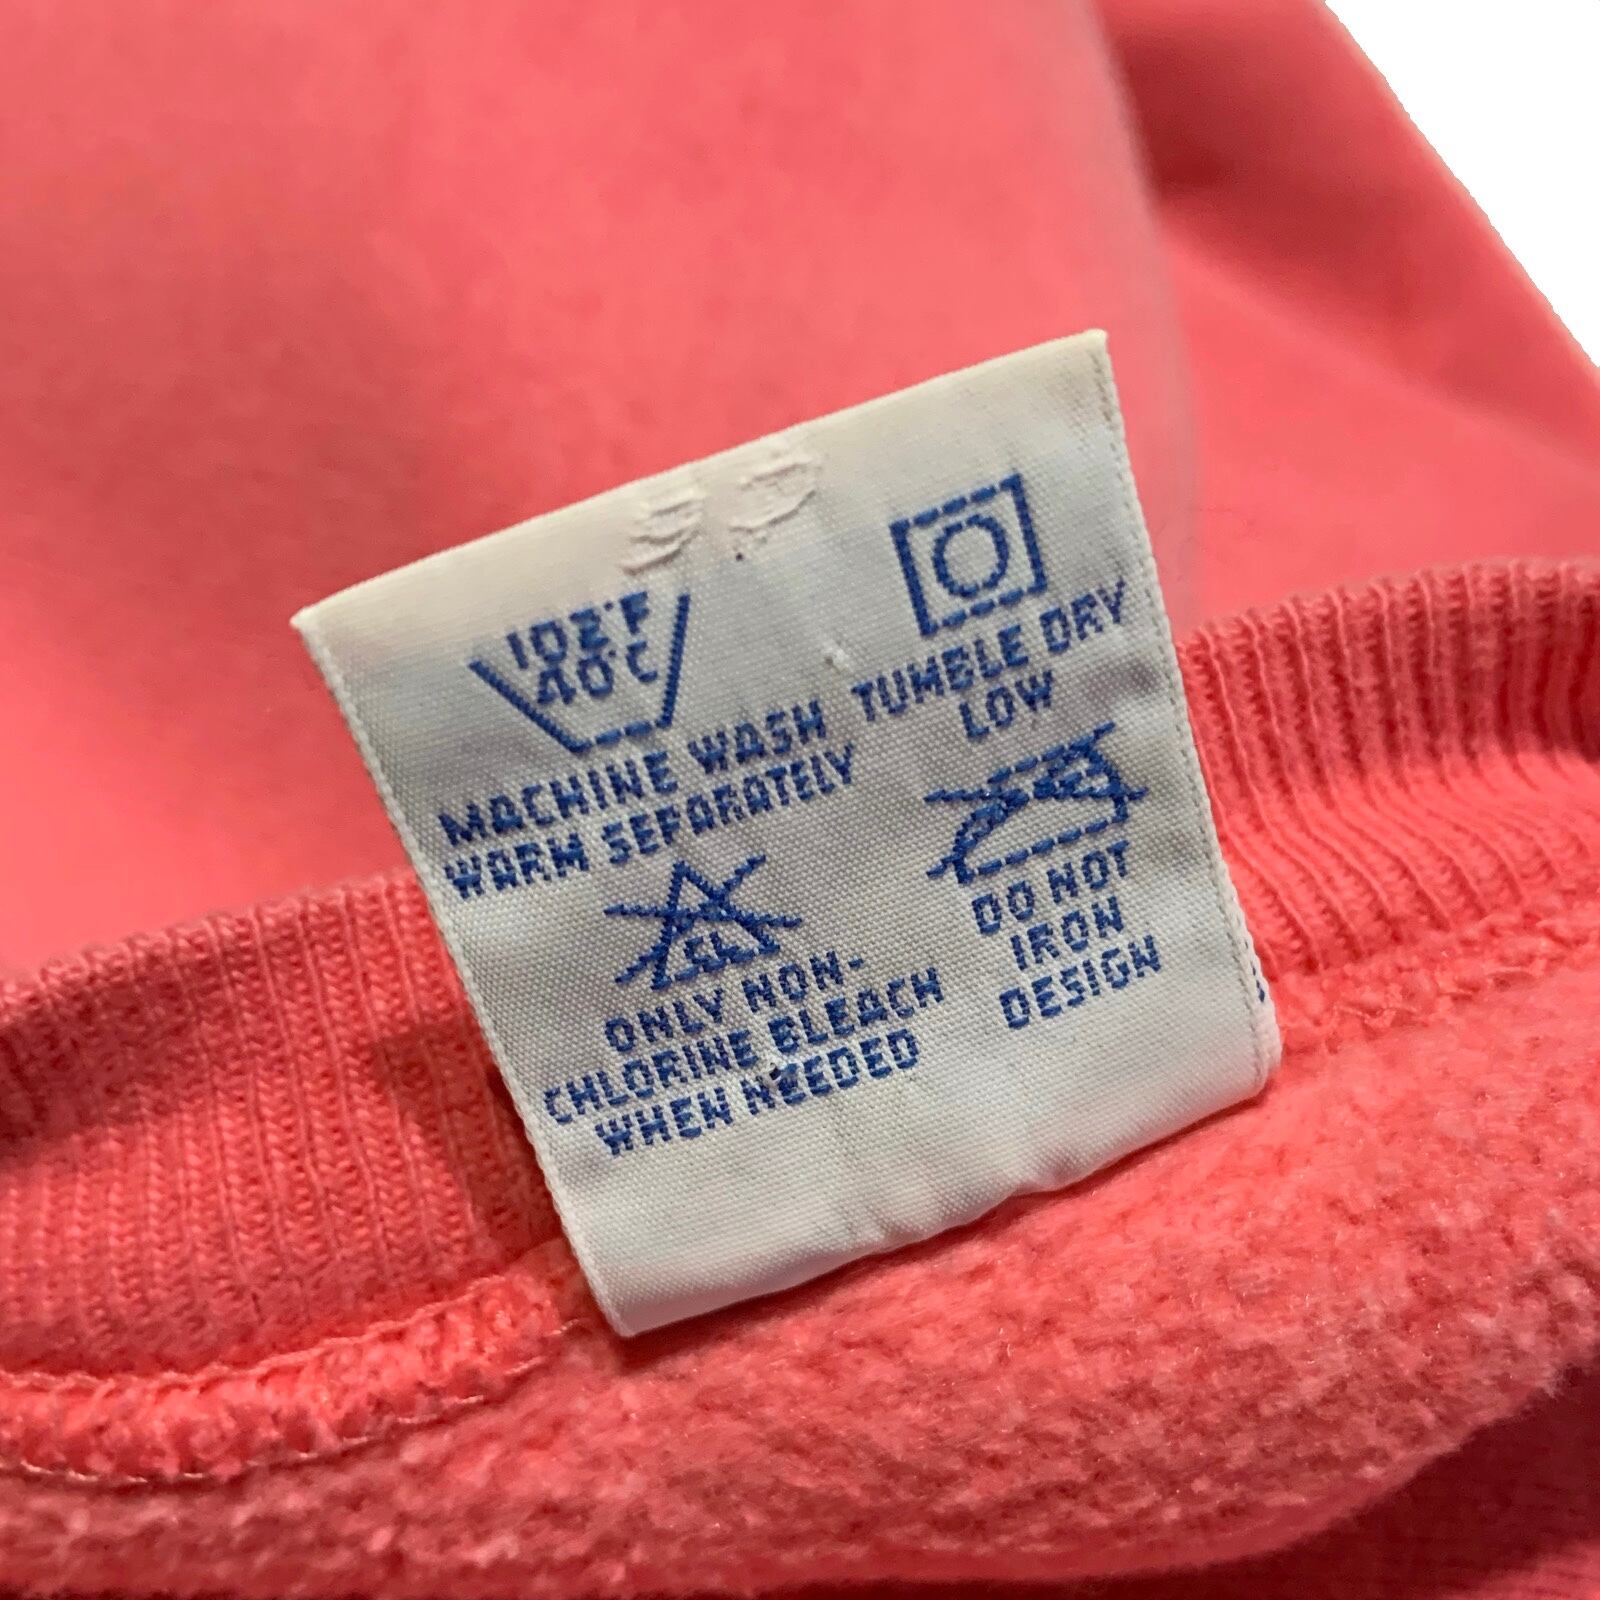 102°F
40°C
MACHINE WASH
WARM SEPARATELY
TUMBLE DRY
LOW
ONLY NON-
CHLORINE BLEACH
WHEN NEEDED
DO NOT
IRON
DESIGN